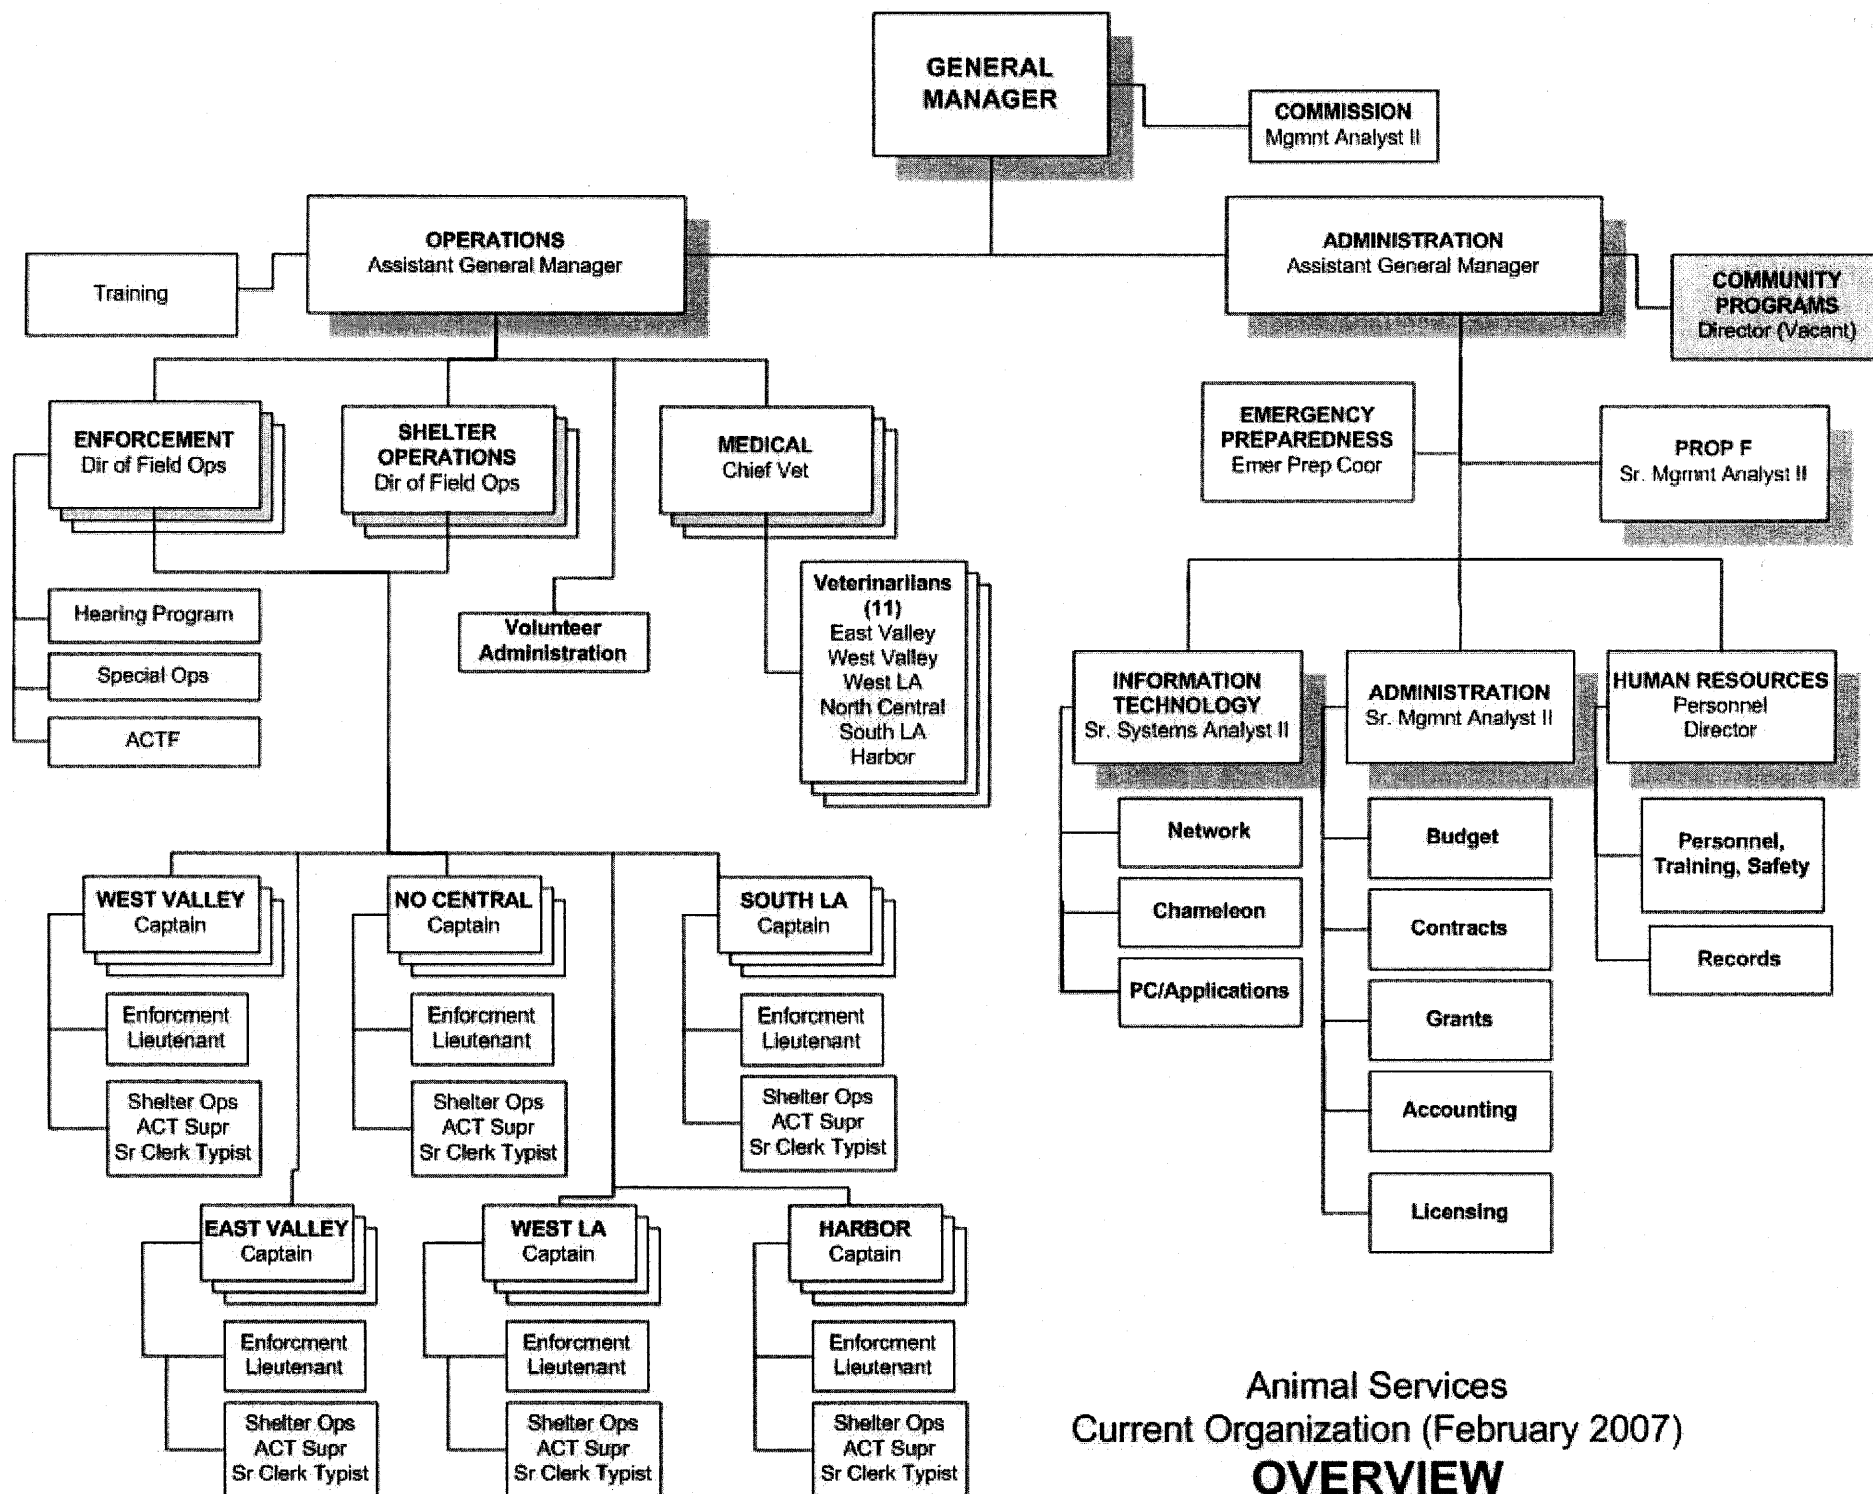 GENERAL
MANAGER
COMMISSION
Mgmnt Analyst II
OPERATIONS
Assistant General Manager
ADMINISTRATION
Assistant General Manager
Training
COMMUNITY
PROGRAMS
Director (Vacant)
ENFORCEMENT
Dir of Field Ops
SHELTER
OPERATIONS
Dir of Field Ops
MEDICAL
Chief Vet
EMERGENCY
PREPAREDNESS
Emer Prep Coor
PROP F
Sr. Mgmnt Analyst II
Hearing Program
Special Ops
ACTF
Volunteer
Administration
Veterinariians
(11)
East Valley
West Valley
West LA
North Central
South LA
Harbor
INFORMATION
TECHNOLOGY
Sr. Systems Analyst II
ADMINISTRATION
Sr. Mgmnt Analyst II
HUMAN RESOURCES
Personnel
Director
Network
Chameleon
PC/Applications
Budget
Contracts
Grants
Accounting
Licensing
Personnel,
Training, Safety
Records
WEST VALLEY
Captain
Enforcment
Lieutenant
Shelter Ops
ACT Supr
Sr Clerk Typist
NO CENTRAL
Captain
Enforcment
Lieutenant
Shelter Ops
ACT Supr
Sr Clerk Typist
SOUTH LA
Captain
Enforcment
Lieutenant
Shelter Ops
ACT Supr
Sr Clerk Typist
EAST VALLEY
Captain
Enforcment
Lieutenant
Shelter Ops
ACT Supr
Sr Clerk Typist
WEST LA
Captain
Enforcment
Lieutenant
Shelter Ops
ACT Supr
Sr Clerk Typist
HARBOR
Captain
Enforcment
Lieutenant
Shelter Ops
ACT Supr
Sr Clerk Typist
Animal Services
Current Organization (February 2007)
OVERVIEW